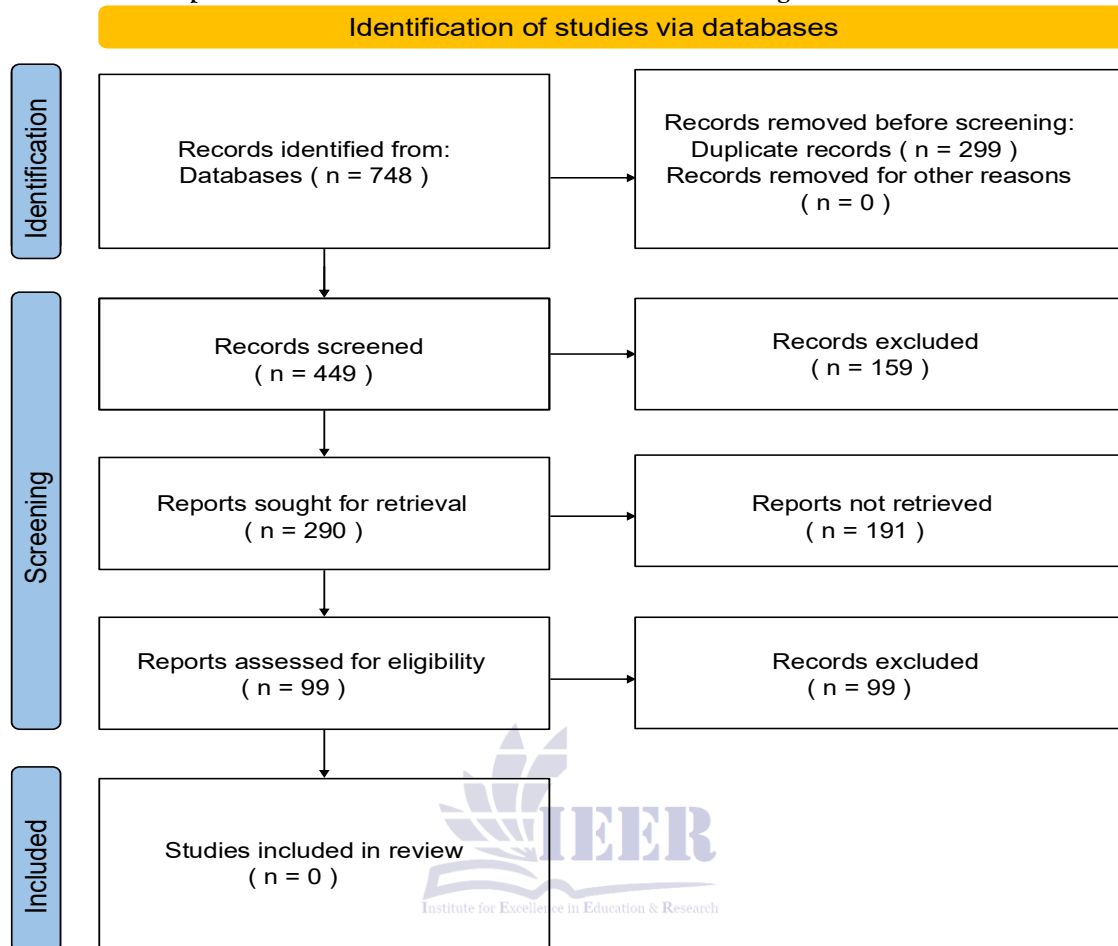 Identification of studies via databases
Identification
Records identified from:
Databases ( n = 748 )
Records removed before screening:
Duplicate records ( n = 299 )
Records removed for other reasons
( n = 0 )
Screening
Records screened
( n = 449 )
Records excluded
( n = 159 )
Reports sought for retrieval
( n = 290 )
Reports not retrieved
( n = 191 )
Reports assessed for eligibility
( n = 99 )
Records excluded
( n = 99 )
Included
Studies included in review
( n = 0 )
IEER
Institute for Excellence in Education & Research